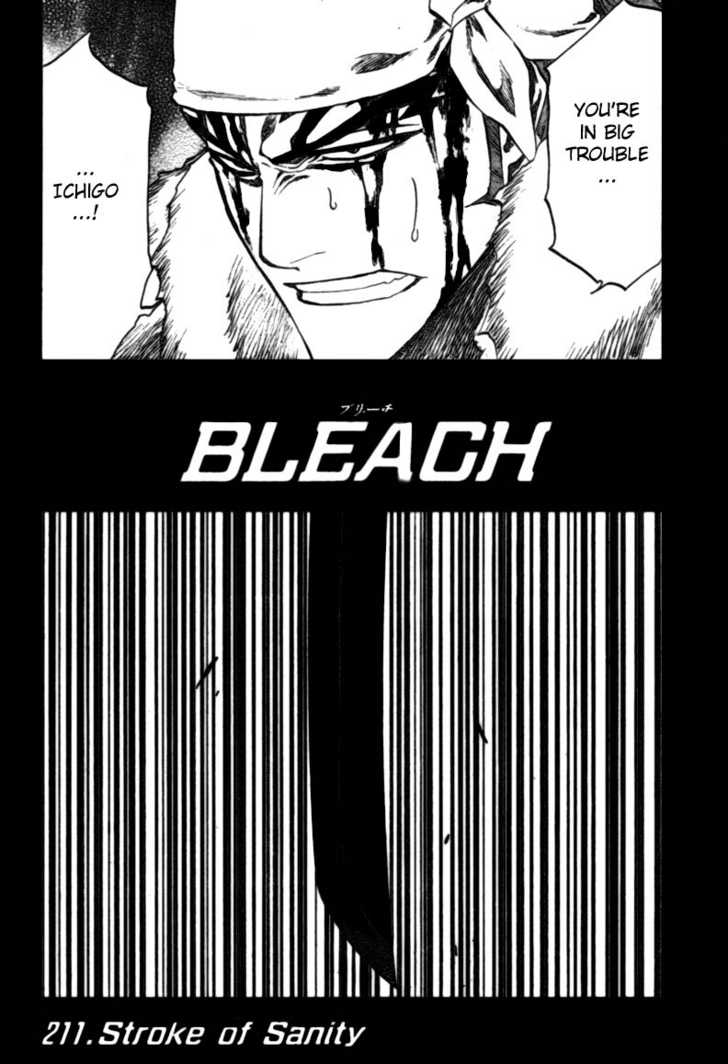 YOU'RE
IN BIG
TROUBLE
...
...
ICHIGO
...!
ブリーチ
BLEACH
211. Stroke of Sanity